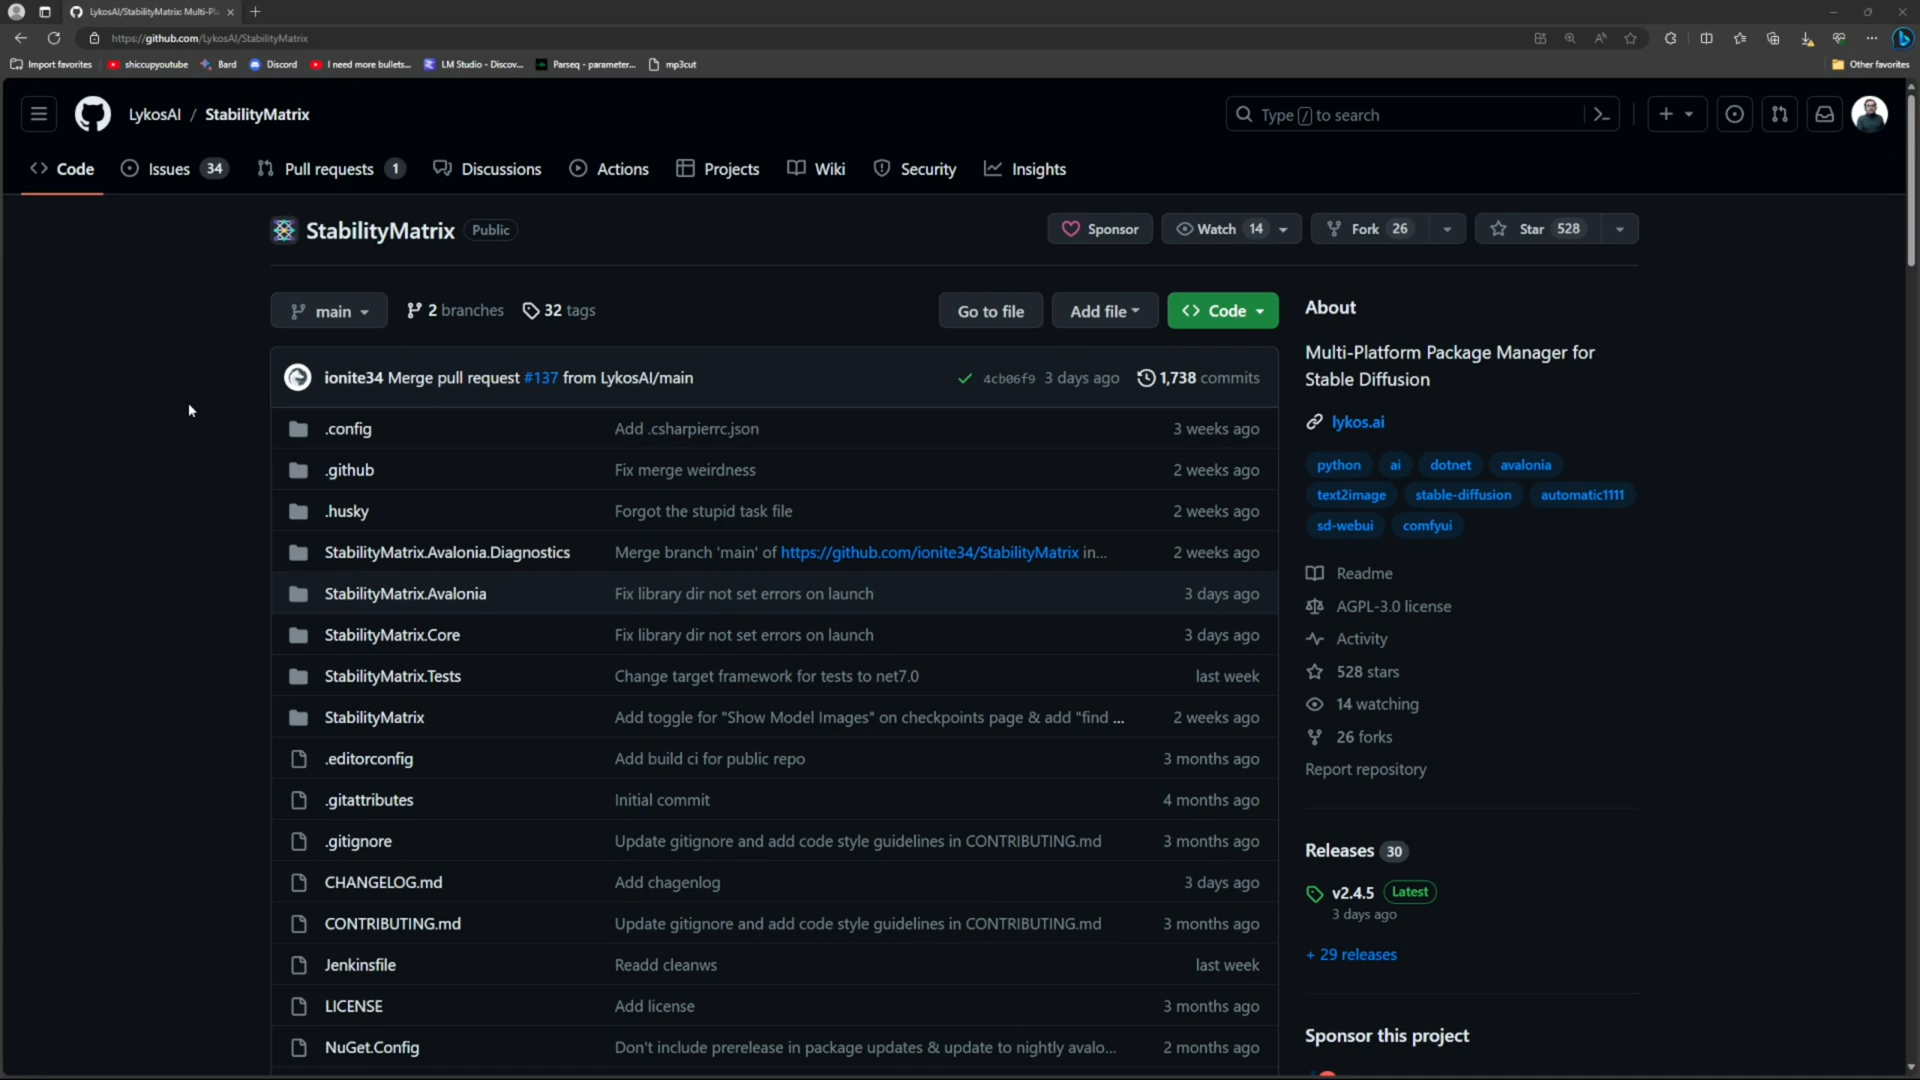 LykosAI/StabilityMatrix: Multi-Pl
https://github.com/LykosAI/StabilityMatrix
Import favorites shiccupyoutube Bard Discord I need more bullets... LM Studio - Discov... Parseq - parameter... mp3cut Other favorites
LykosAI / StabilityMatrix
Type / to search
Code Issues 34 Pull requests 1 Discussions Actions Projects Wiki Security Insights
StabilityMatrix Public
Sponsor Watch 14 Fork 26 Star 528
main 2 branches 32 tags Go to file Add file Code
ionite34 Merge pull request #137 from LykosAI/main 4cb06f9 3 days ago 1,738 commits
.config Add .csharpierrc.json 3 weeks ago
.github Fix merge weirdness 2 weeks ago
.husky Forgot the stupid task file 2 weeks ago
StabilityMatrix.Avalonia.Diagnostics Merge branch 'main' of https://github.com/ionite34/StabilityMatrix in... 2 weeks ago
StabilityMatrix.Avalonia Fix library dir not set errors on launch 3 days ago
StabilityMatrix.Core Fix library dir not set errors on launch 3 days ago
StabilityMatrix.Tests Change target framework for tests to net7.0 last week
StabilityMatrix Add toggle for "Show Model Images" on checkpoints page & add "find ... 2 weeks ago
.editorconfig Add build ci for public repo 3 months ago
.gitattributes Initial commit 4 months ago
.gitignore Update gitignore and add code style guidelines in CONTRIBUTING.md 3 months ago
CHANGELOG.md Add chagenlog 3 days ago
CONTRIBUTING.md Update gitignore and add code style guidelines in CONTRIBUTING.md 3 months ago
Jenkinsfile Readd cleanws last week
LICENSE Add license 3 months ago
NuGet.Config Don't include prerelease in package updates & update to nightly avalo... 2 months ago
About
Multi-Platform Package Manager for
Stable Diffusion
lykos.ai
python ai dotnet avalonia
text2image stable-diffusion automatic1111
sd-webui comfyui
Readme
AGPL-3.0 license
Activity
528 stars
14 watching
26 forks
Report repository
Releases 30
v2.4.5 Latest
3 days ago
+ 29 releases
Sponsor this project